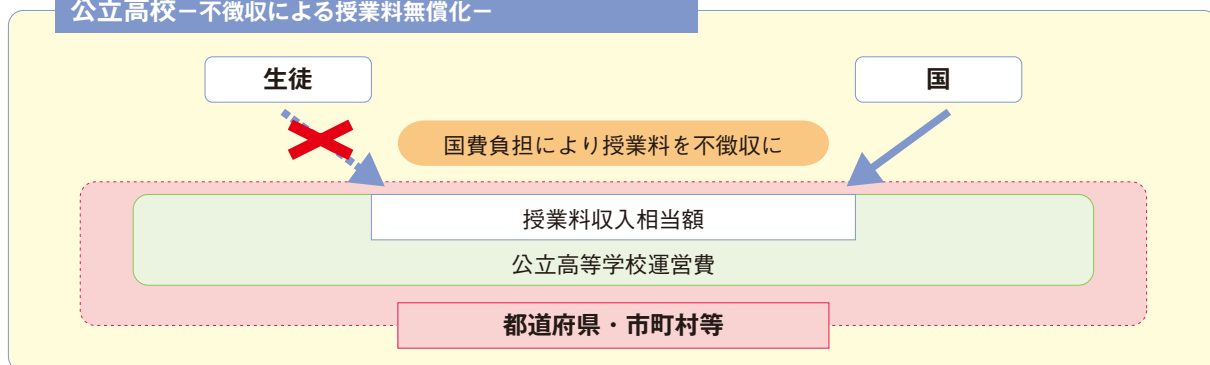 公立高校－不徴収による授業料無償化－
生徒
国
国費負担により授業料を不徴収に
授業料収入相当額
公立高等学校運営費
都道府県・市町村等